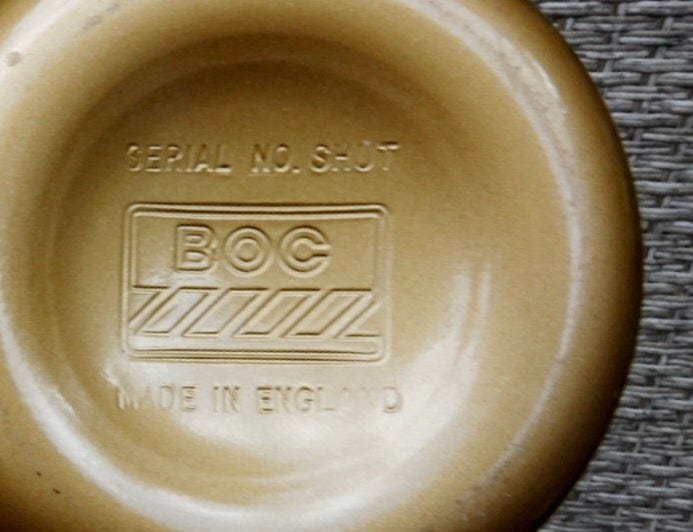 SERIAL NO. SHUT
BOC
MADE IN ENGLAND